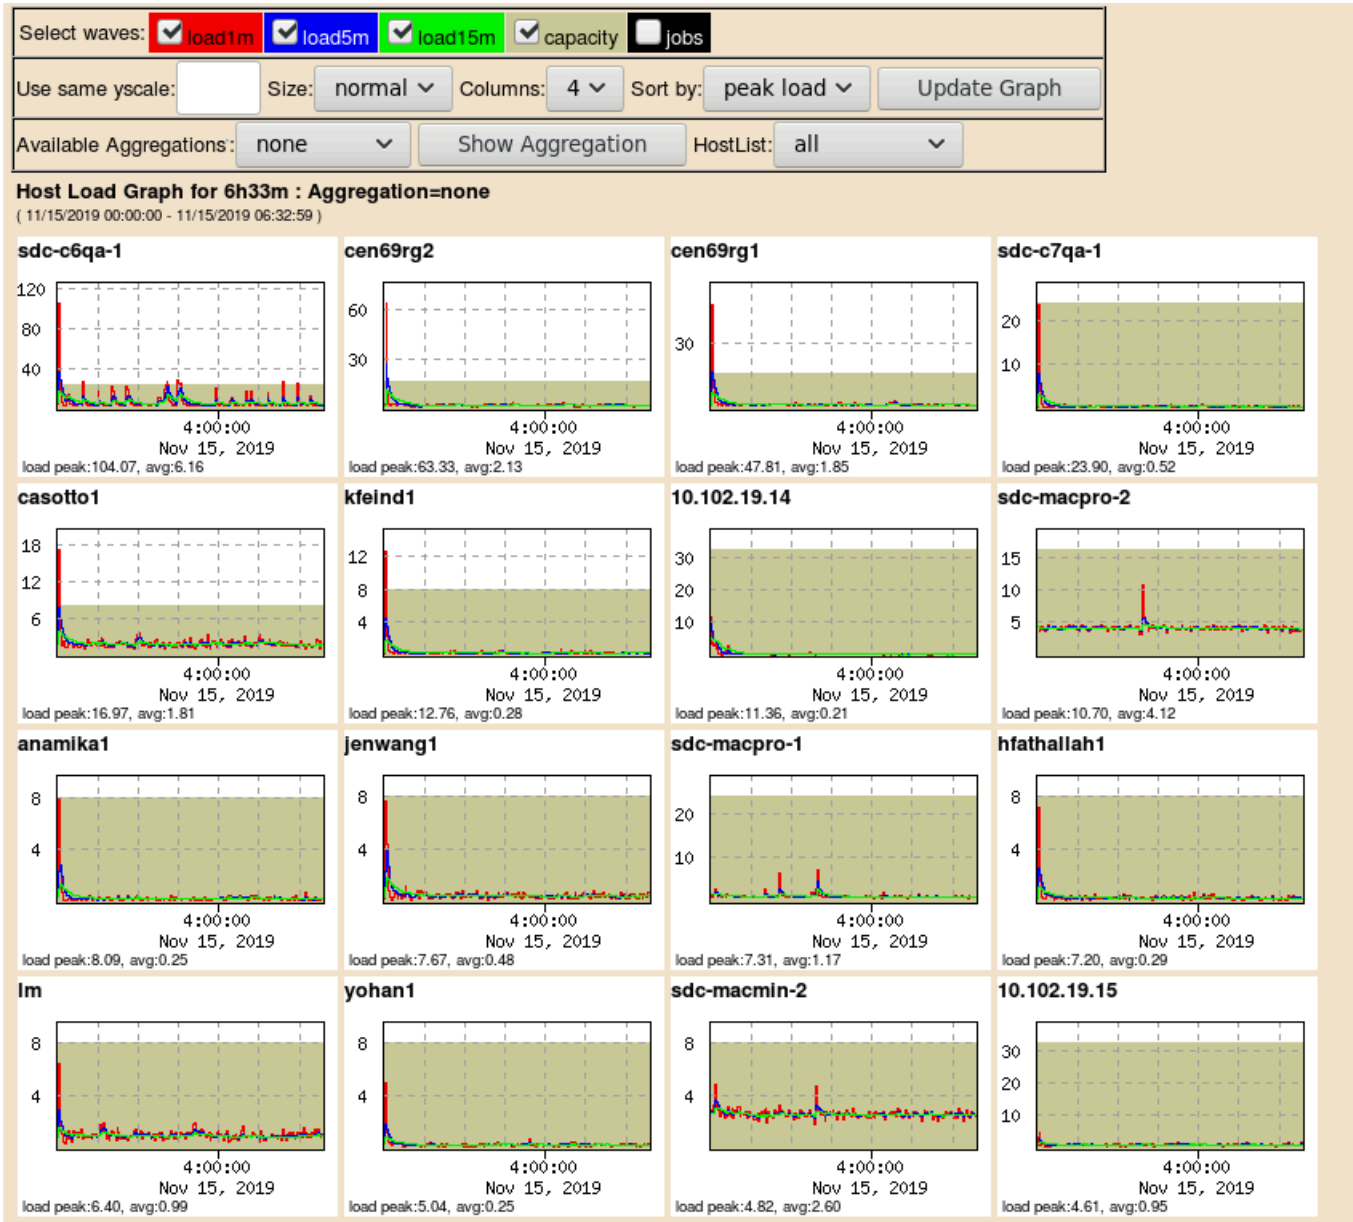 Select waves: load1m load5m load15m capacity jobs
Use same yscale: Size: normal Columns: 4 Sort by: peak load Update Graph
Available Aggregations: none Show Aggregation HostList: all
Host Load Graph for 6h33m : Aggregation=none
( 11/15/2019 00:00:00 - 11/15/2019 06:32:59 )
sdc-c6qa-1
120
80
40
4:00:00
Nov 15, 2019
load peak:104.07, avg:6.16
cen69rg2
60
30
4:00:00
Nov 15, 2019
load peak:63.33, avg:2.13
cen69rg1
30
4:00:00
Nov 15, 2019
load peak:47.81, avg:1.85
sdc-c7qa-1
20
10
4:00:00
Nov 15, 2019
load peak:23.90, avg:0.52
casotto1
18
12
6
4:00:00
Nov 15, 2019
load peak:16.97, avg:1.81
kfeind1
12
8
4
4:00:00
Nov 15, 2019
load peak:12.76, avg:0.28
10.102.19.14
30
20
10
4:00:00
Nov 15, 2019
load peak:11.36, avg:0.21
sdc-macpro-2
15
10
5
4:00:00
Nov 15, 2019
load peak:10.70, avg:4.12
anamika1
8
4
4:00:00
Nov 15, 2019
load peak:8.09, avg:0.25
jenwang1
8
4
4:00:00
Nov 15, 2019
load peak:7.67, avg:0.48
sdc-macpro-1
20
10
4:00:00
Nov 15, 2019
load peak:7.31, avg:1.17
hfathallah1
8
4
4:00:00
Nov 15, 2019
load peak:7.20, avg:0.29
lm
8
4
4:00:00
Nov 15, 2019
load peak:6.40, avg:0.99
yohan1
8
4
4:00:00
Nov 15, 2019
load peak:5.04, avg:0.25
sdc-macmin-2
8
4
4:00:00
Nov 15, 2019
load peak:4.82, avg:2.60
10.102.19.15
30
20
10
4:00:00
Nov 15, 2019
load peak:4.61, avg:0.95